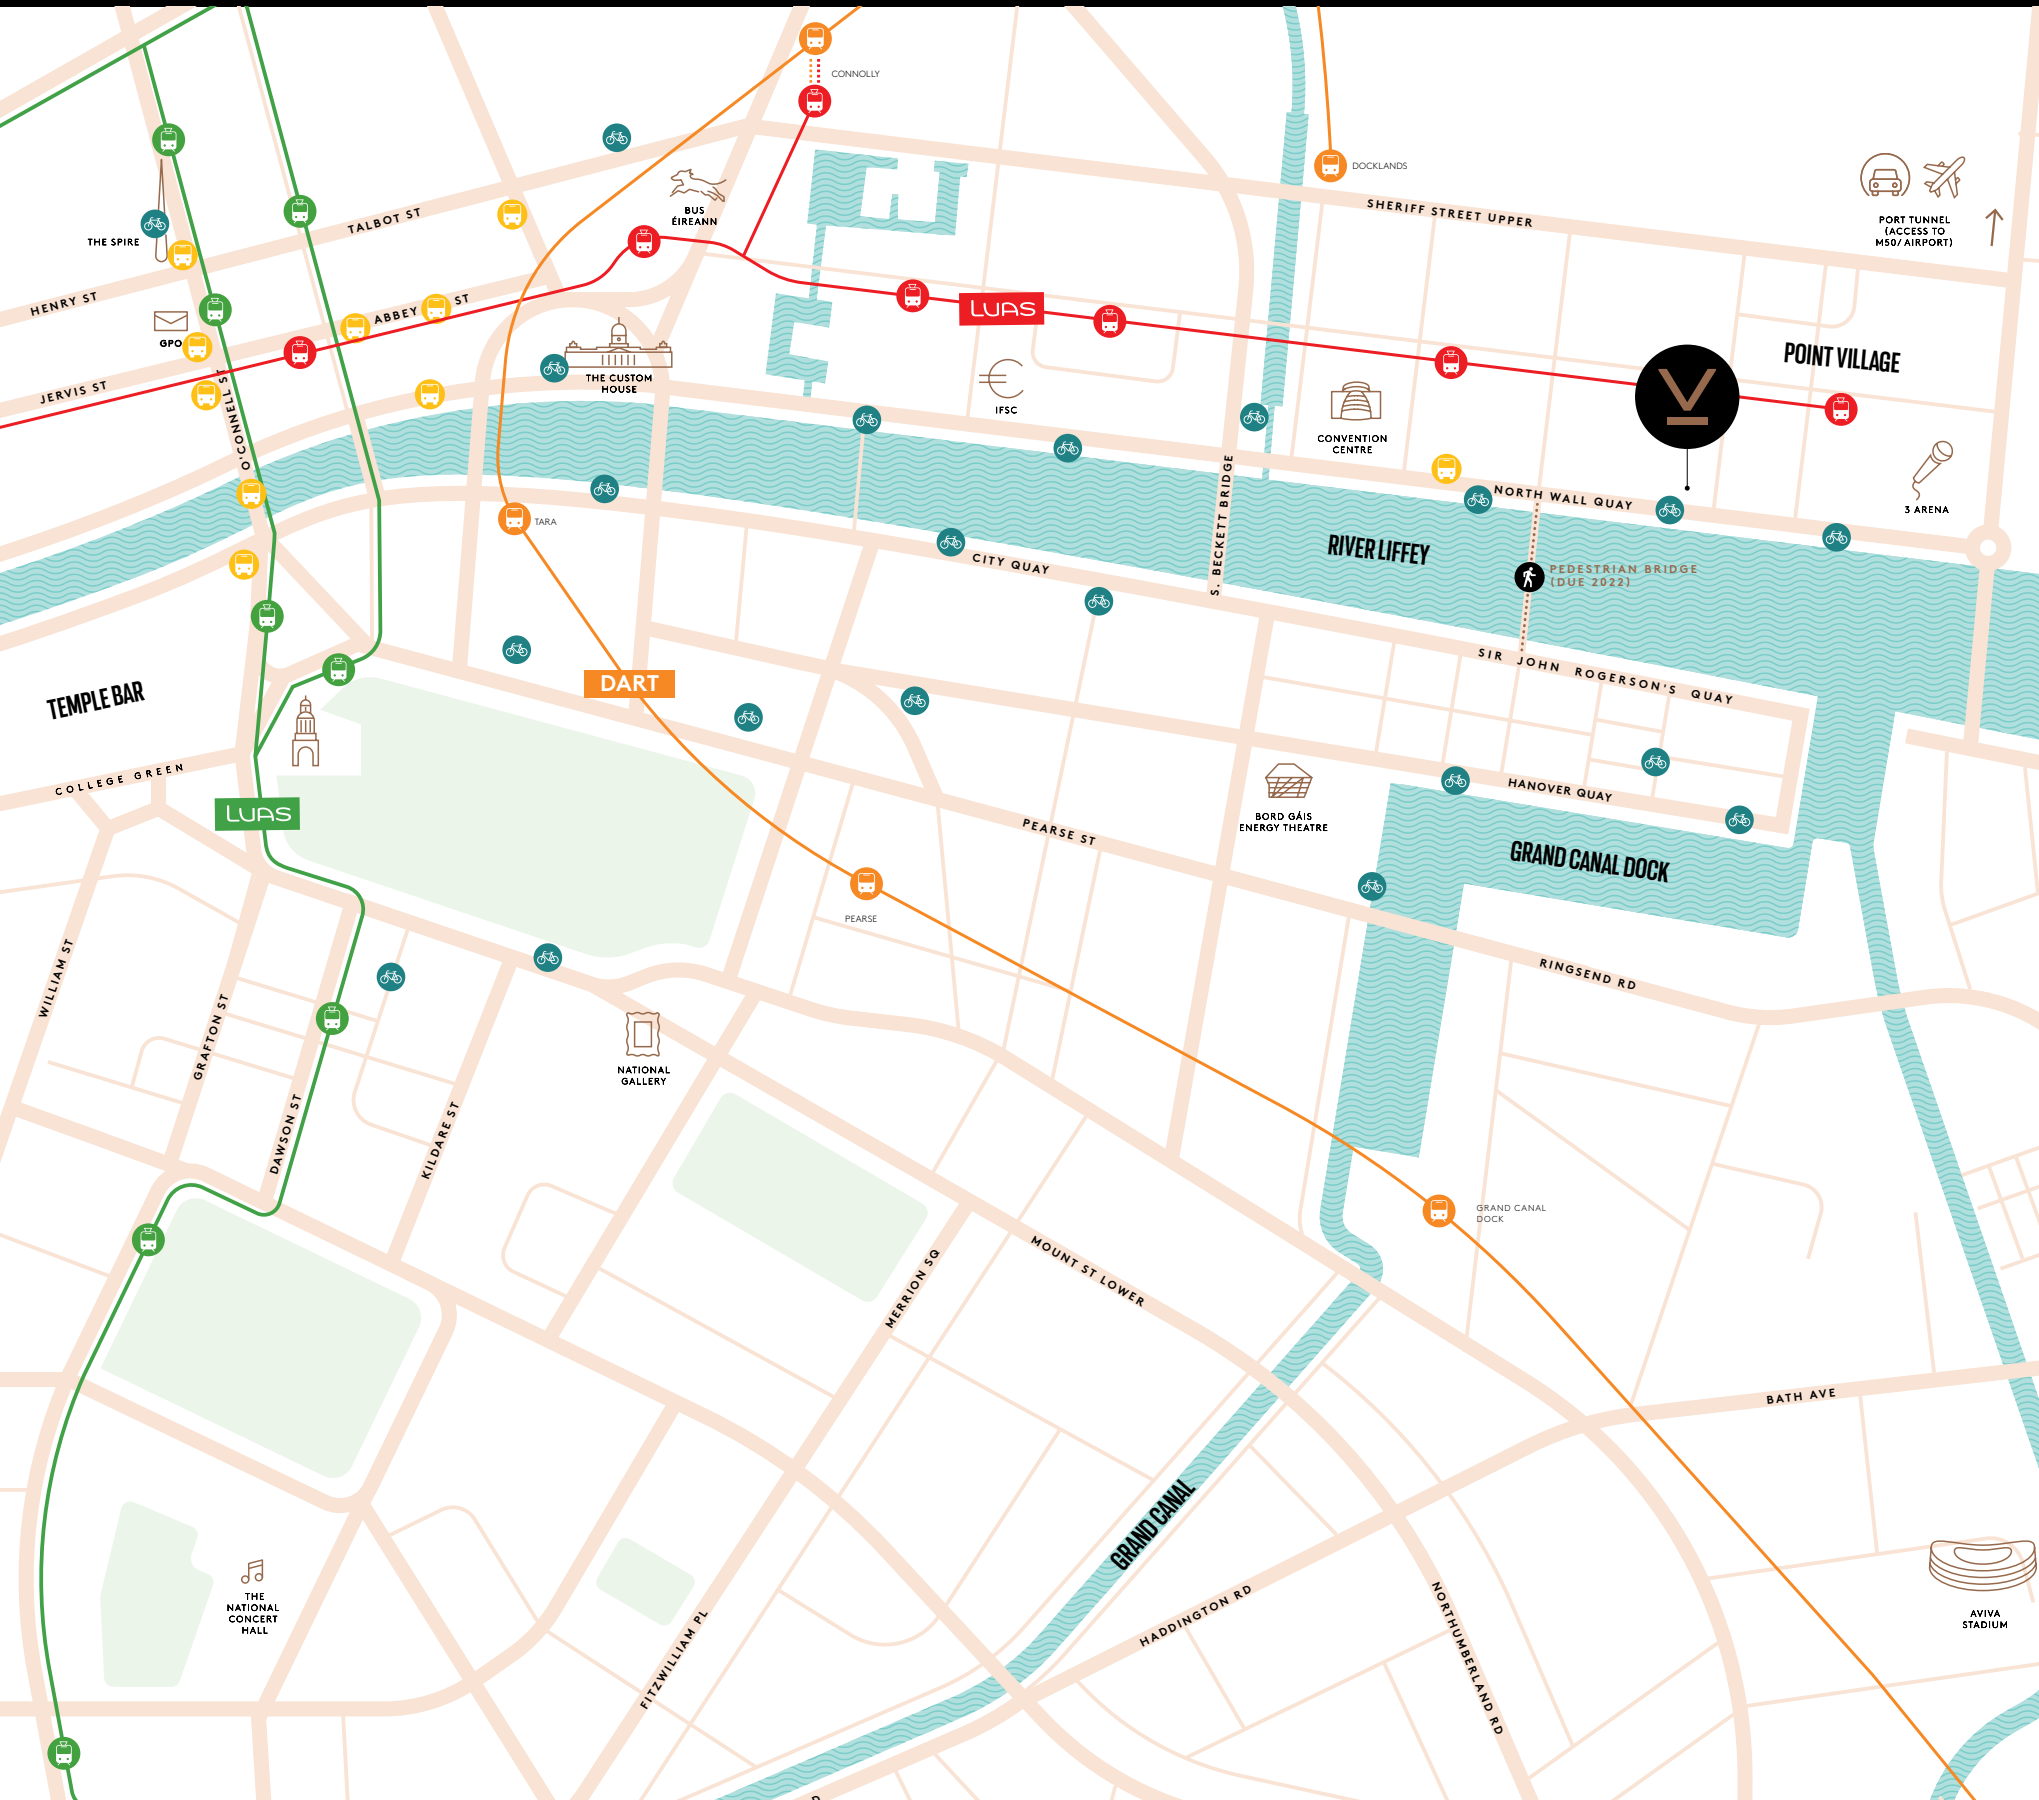 CONNOLLY
DOCKLANDS
BUS
ÉIREANN
TALBOT ST
SHERIFF STREET UPPER
PORT TUNNEL
(ACCESS TO
M50/ AIRPORT)
THE SPIRE
HENRY ST
ABBEY ST
LUAS
GPO
POINT VILLAGE
THE CUSTOM
HOUSE
JERVIS ST
O'CONNELL ST
IFSC
V
CONVENTION
CENTRE
NORTH WALL QUAY
3 ARENA
TARA
S. BECKETT BRIDGE
RIVER LIFFEY
CITY QUAY
PEDESTRIAN BRIDGE
(DUE 2022)
SIR JOHN ROGERSON'S QUAY
DART
TEMPLE BAR
COLLEGE GREEN
LUAS
HANOVER QUAY
BORD GÁIS
ENERGY THEATRE
PEARSE ST
GRAND CANAL DOCK
PEARSE
RINGSEND RD
WILLIAM ST
GRAFTON ST
DAWSON ST
KILDARE ST
NATIONAL
GALLERY
GRAND CANAL
DOCK
MOUNT ST LOWER
MERRION SQ
BATH AVE
GRAND CANAL
HADDINGTON RD
NORTHUMBERLAND RD
FITZWILLIAM PL
THE
NATIONAL
CONCERT
HALL
AVIVA
STADIUM